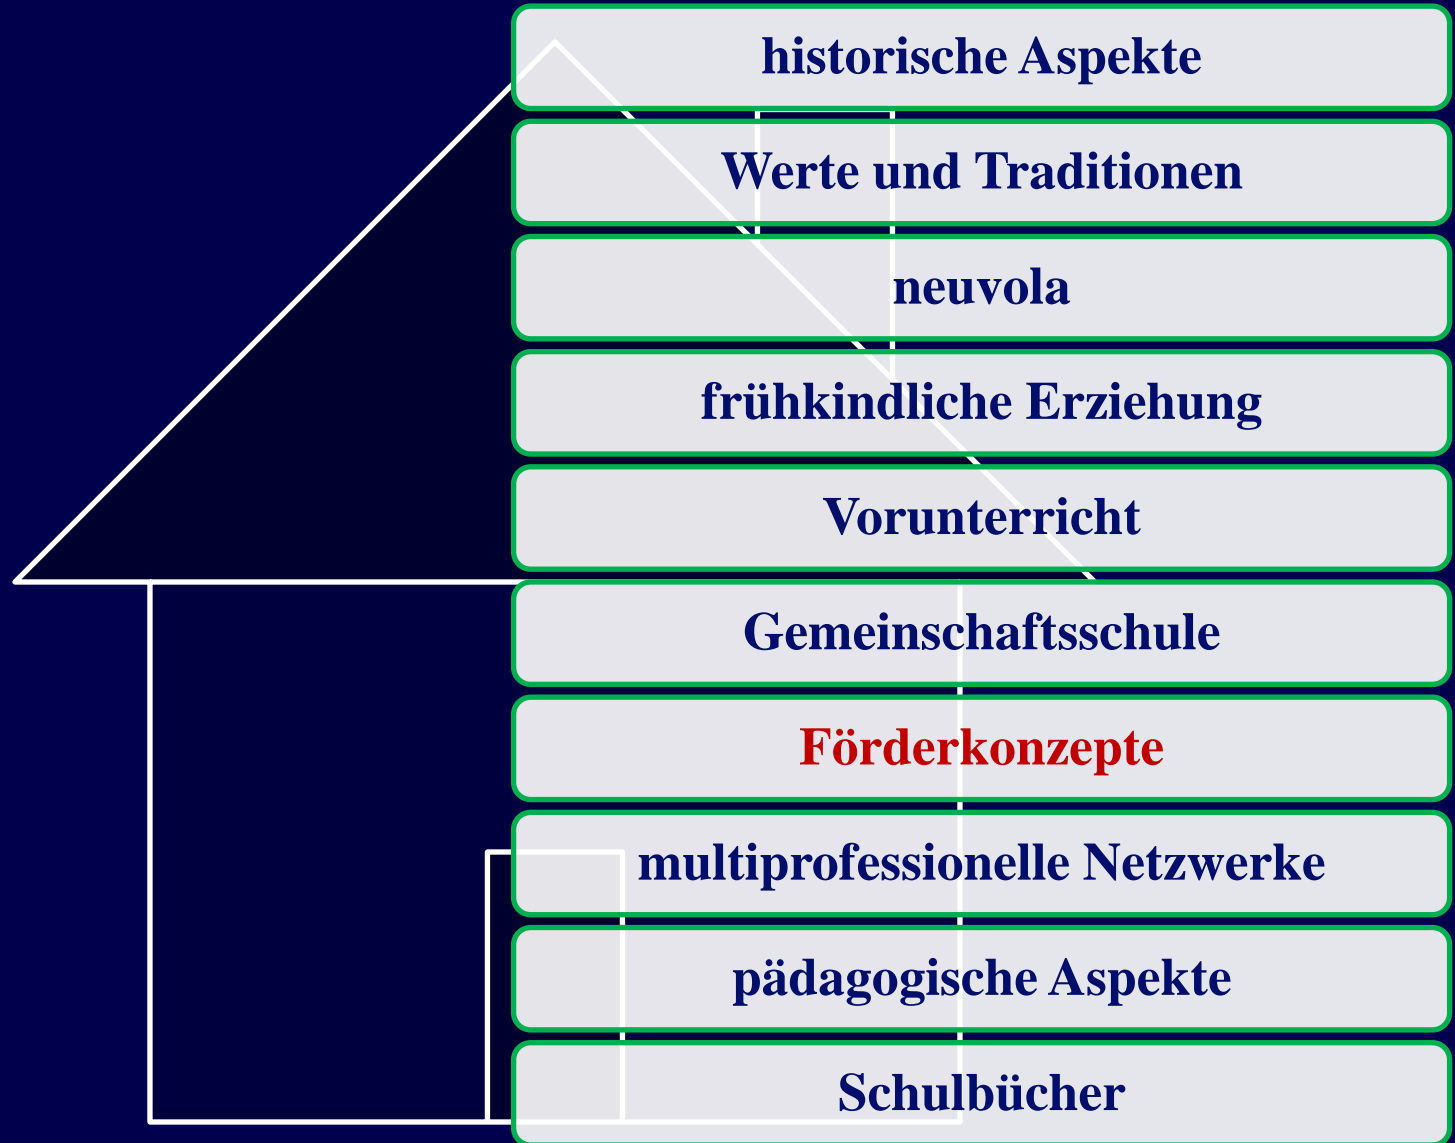 historische Aspekte
Werte und Traditionen
neuvola
frühkindliche Erziehung
Vorunterricht
Gemeinschaftsschule
Förderkonzepte
multiprofessionelle Netzwerke
pädagogische Aspekte
Schulbücher